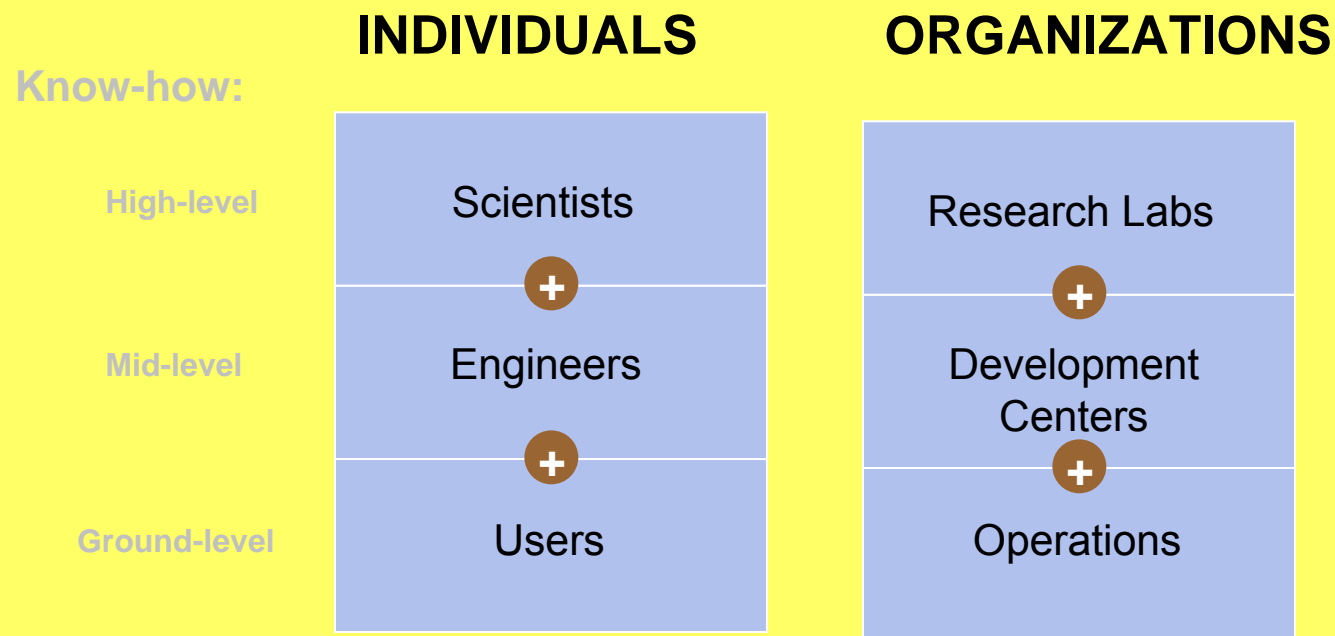 INDIVIDUALS ORGANIZATIONS
Know-how:
High-level Scientists Research Labs
+ +
Mid-level Engineers Development
Centers
+ +
Ground-level Users Operations